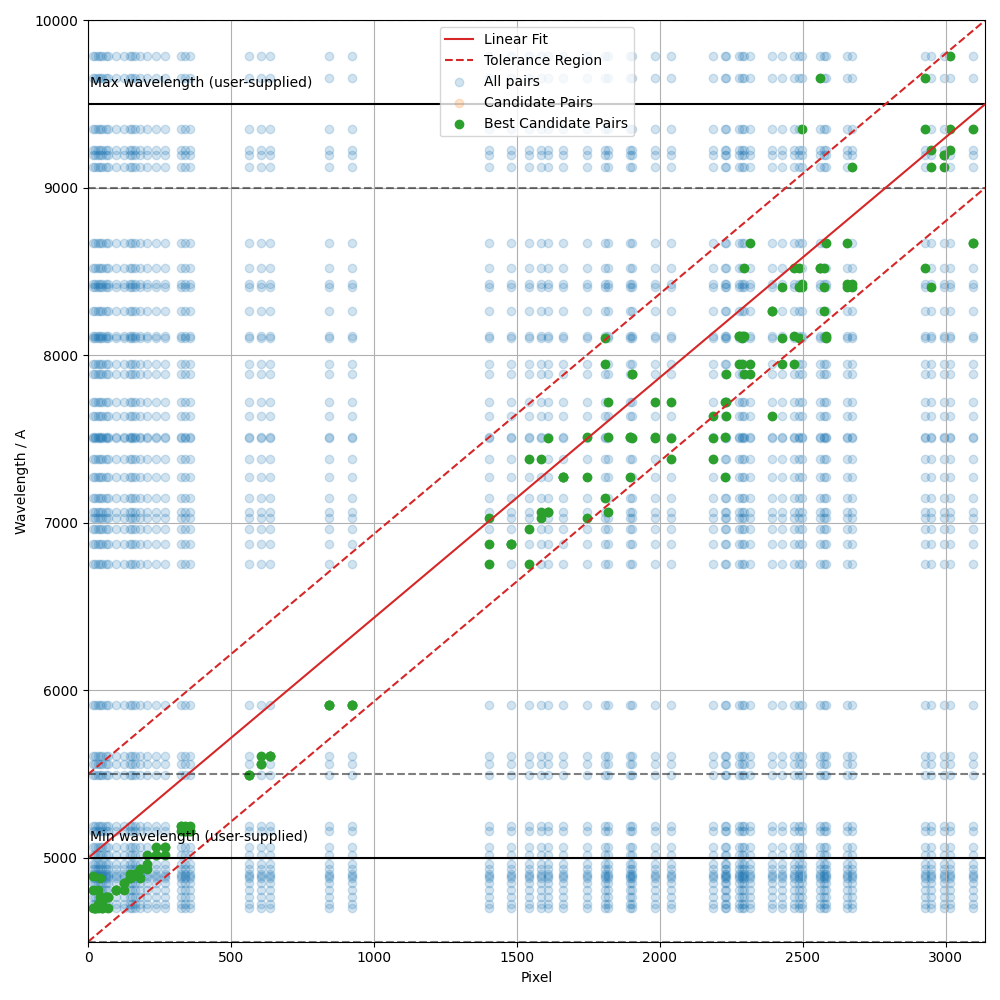 10000
9000
8000
7000
6000
5000
Wavelength / A
Linear Fit
Tolerance Region
All pairs
Candidate Pairs
Best Candidate Pairs
Max wavelength (user-supplied)
Min wavelength (user-supplied)
0 500 1000 1500 2000 2500 3000
Pixel